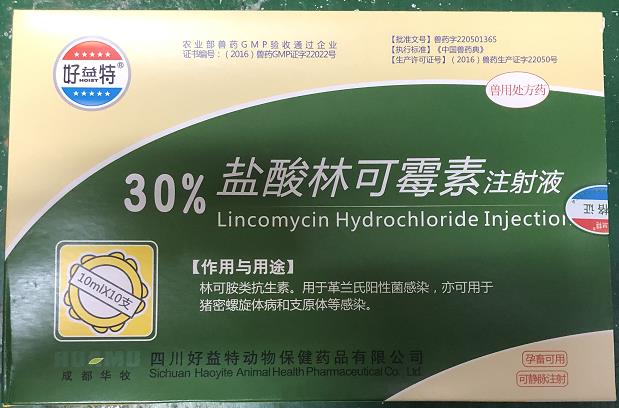 好益特®
HOIST
农业部兽药GMP验收通过企业
证书编号：（2016）兽药GMP证字22022号
【批准文号】兽药字220501365
【执行标准】《中国兽药典》
【生产许可证号】（2016）兽药生产证字22050号
兽用处方药
30% 盐酸林可霉素注射液
Lincomycin Hydrochloride Injection
格证
【作用与用途】
林可胺类抗生素。用于革兰氏阳性菌感染，亦可用于
猪密螺旋体病和支原体等感染。
10ml×10支
成都华牧
四川好益特动物保健药品有限公司
Sichuan Haoyite Animal Health Pharmaceutical Co. Ltd.
孕畜可用
可静脉注射